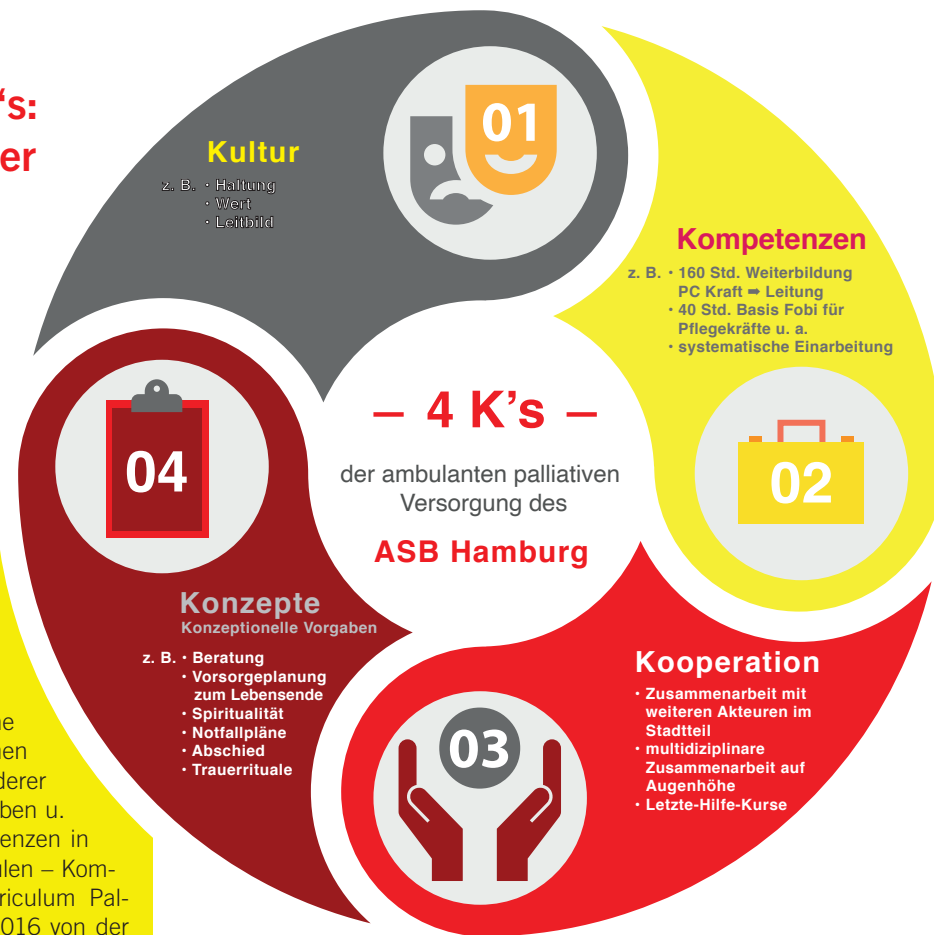 's:
er
01
Kultur
z. B. · Haltung
· Wert
· Leitbild
Kompetenzen
z. B. · 160 Std. Weiterbildung
PC Kraft ➡ Leitung
· 40 Std. Basis Fobi für
Pflegekräfte u. a.
· systematische Einarbeitung
02
– 4 K's –
der ambulanten palliativen
Versorgung des
ASB Hamburg
04
Konzepte
Konzeptionelle Vorgaben
z. B. · Beratung
· Vorsorgeplanung
zum Lebensende
· Spiritualität
· Notfallpläne
· Abschied
· Trauerrituale
03
Kooperation
· Zusammenarbeit mit
weiteren Akteuren im
Stadtteil
· multidiziplinare
Zusammenarbeit auf
Augenhöhe
· Letzte-Hilfe-Kurse
ne
nen
derer
ben u.
enzen in
ulen – Kom-
riculum Pal-
016 von der